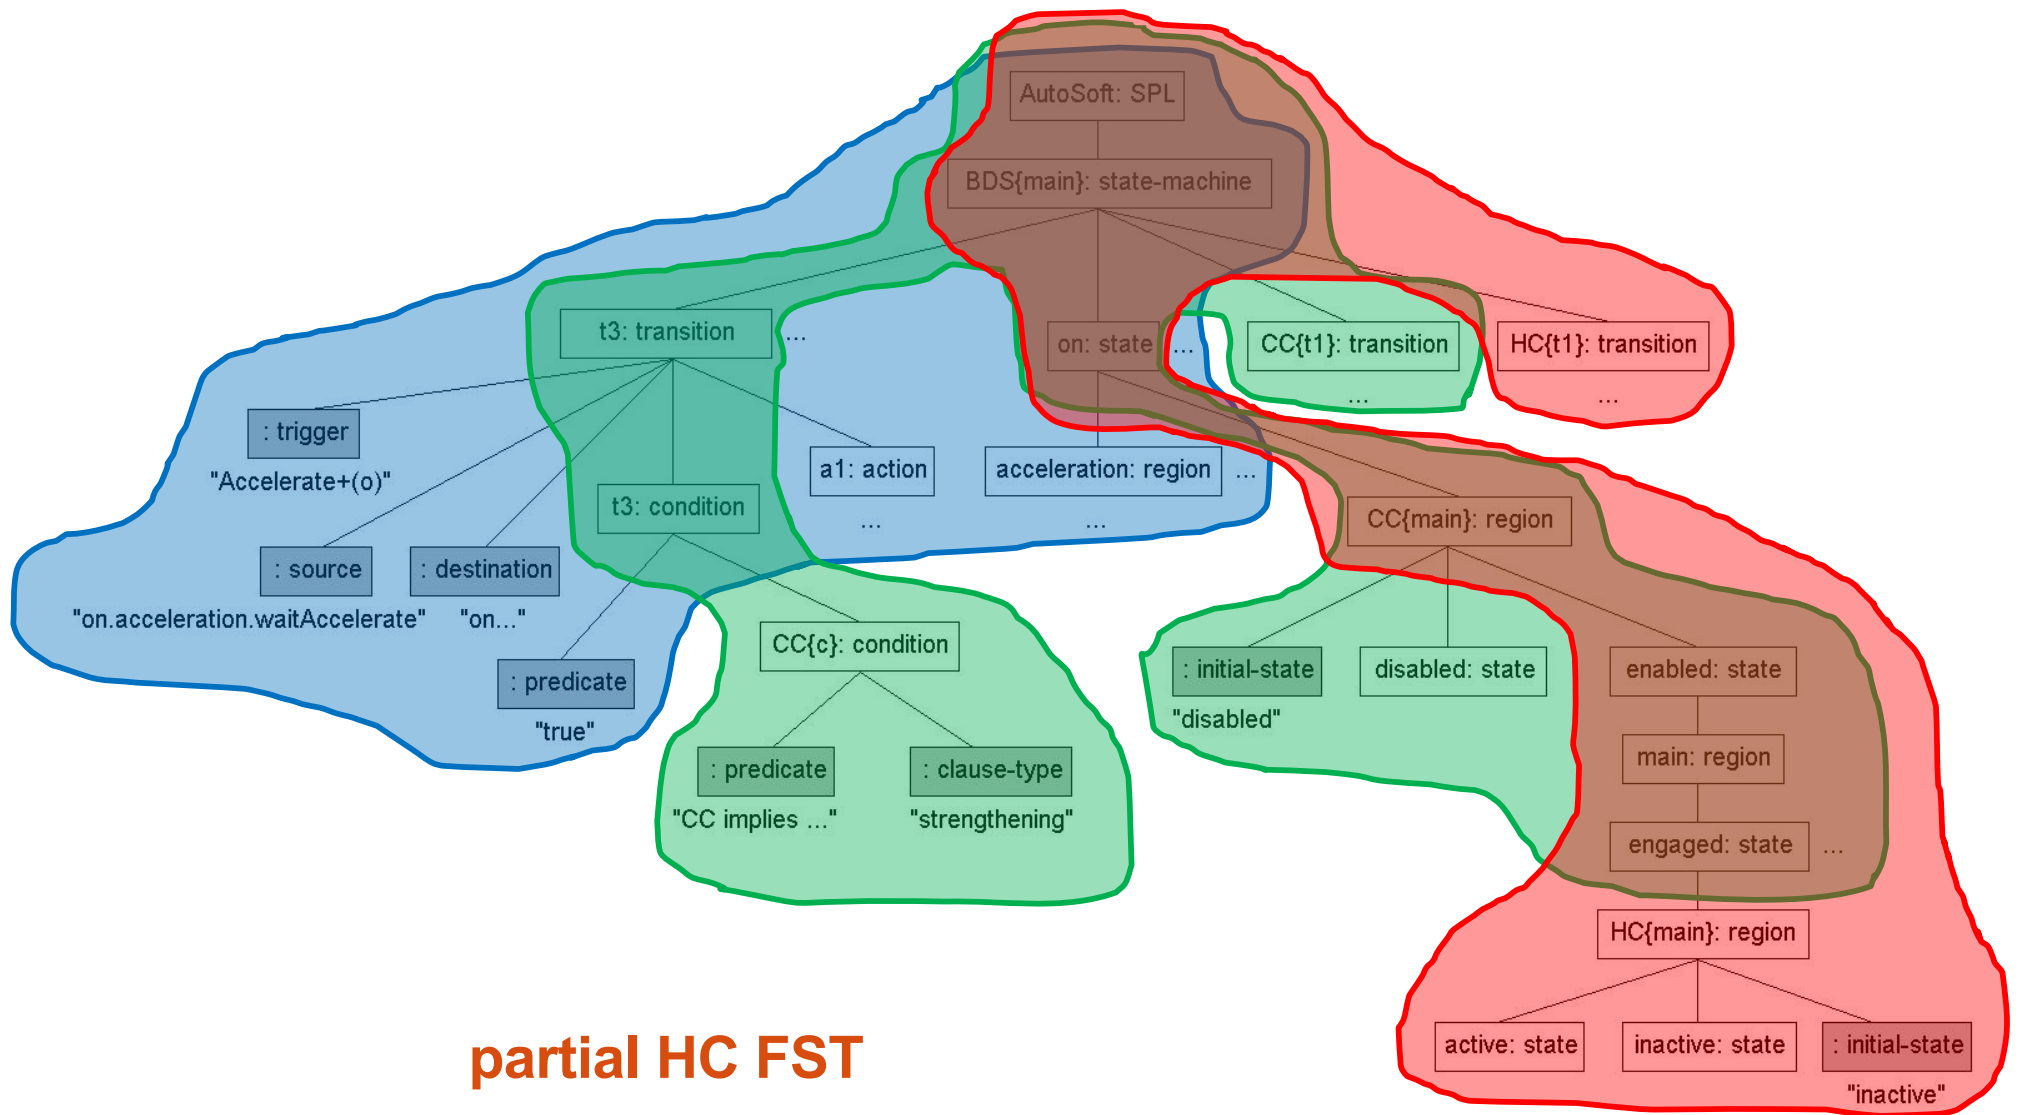 AutoSoft: SPL
BDS{main}: state-machine
t3: transition
...
on: state
...
CC{t1}: transition
...
HC{t1}: transition
...
: trigger
"Accelerate+(o)"
a1: action
...
acceleration: region
...
...
t3: condition
CC{main}: region
: source
"on.acceleration.waitAccelerate"
: destination
"on..."
CC{c}: condition
: predicate
"true"
: initial-state
"disabled"
disabled: state
enabled: state
main: region
: predicate
"CC implies ..."
: clause-type
"strengthening"
engaged: state
...
HC{main}: region
active: state
inactive: state
: initial-state
"inactive"
partial HC FST